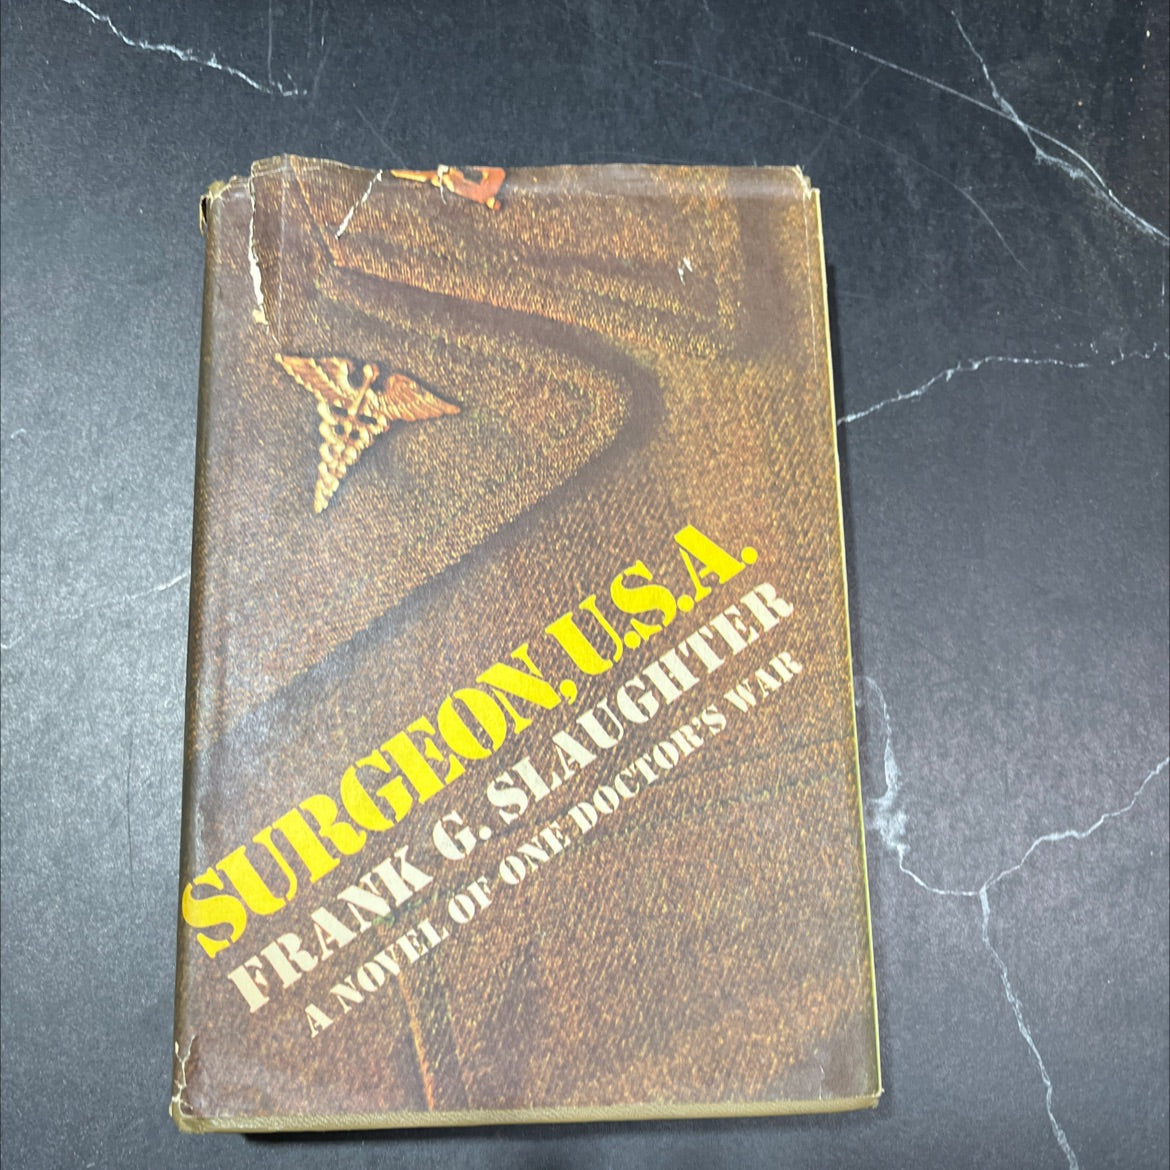 SURGEON, U.S.A.
FRANK G. SLAUGHTER
A NOVEL OF ONE DOCTOR'S WAR